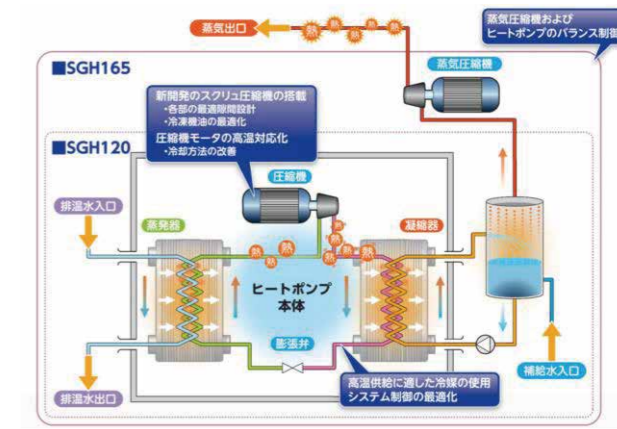 蒸気出口
熱 熱 熱 熱 熱
蒸気圧縮機および
ヒートポンプのバランス制御
■SGH165
蒸気圧縮機
新開発のスクリュ圧縮機の搭載
・各部の最適隙間設計
・冷凍機油の最適化
圧縮機モータの高温対応化
・冷却方法の改善
■SGH120
圧縮機
排温水入口
蒸発器
凝縮器
熱 熱 熱 熱 熱 熱 熱
ヒートポンプ
本体
膨張弁
高温供給に適した冷媒の使用
システム制御の最適化
補給水入口
排温水出口